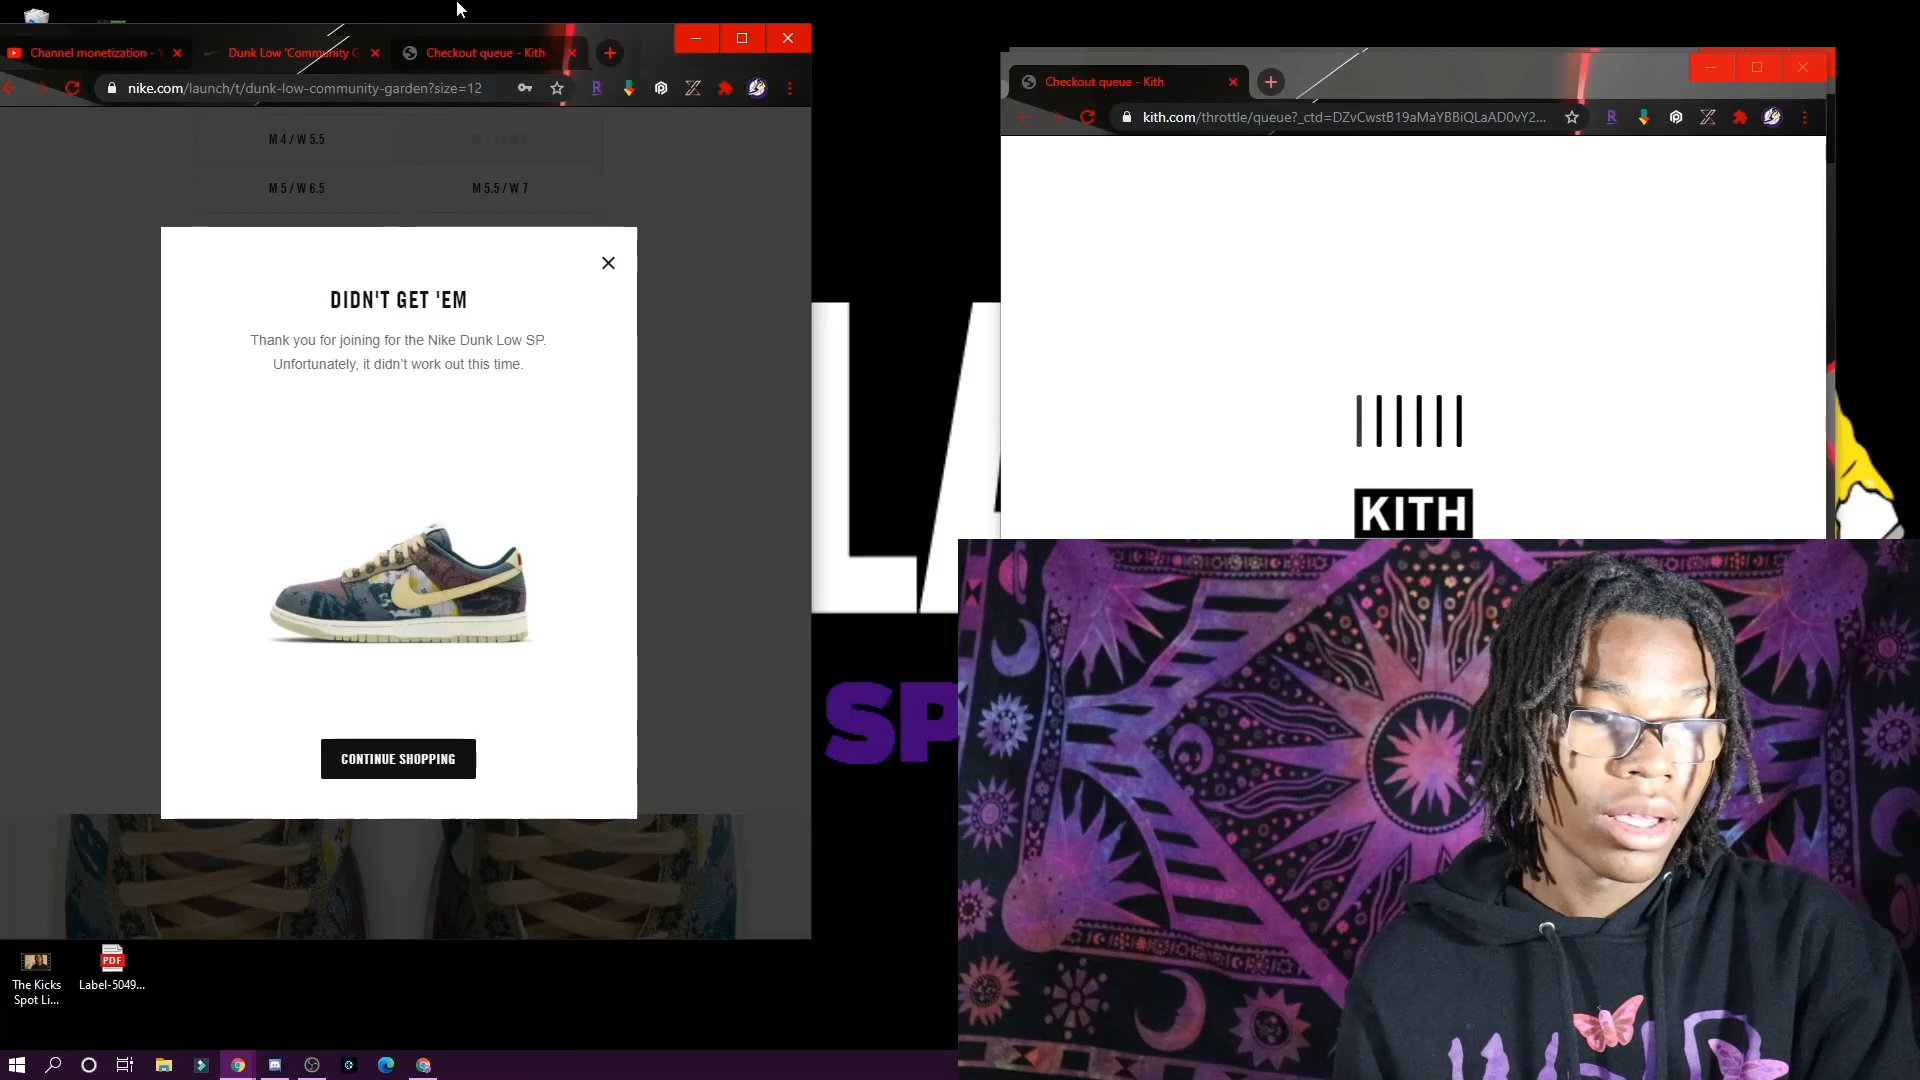 Channel monetization -
Dunk Low 'Community G
Checkout queue - Kith
nike.com/launch/t/dunk-low-community-garden?size=12
M 4 / W 5.5
M 5 / W 6.5
M 5.5 / W 7
DIDN'T GET 'EM
Thank you for joining for the Nike Dunk Low SP.
Unfortunately, it didn't work out this time.
CONTINUE SHOPPING
Checkout queue - Kith
kith.com/throttle/queue?_ctd=DZvCwstB19aMaYBBiQLaAD0vY2...
KITH
LA
SP
PDF
The Kicks
Spot Li...
Label-5049...